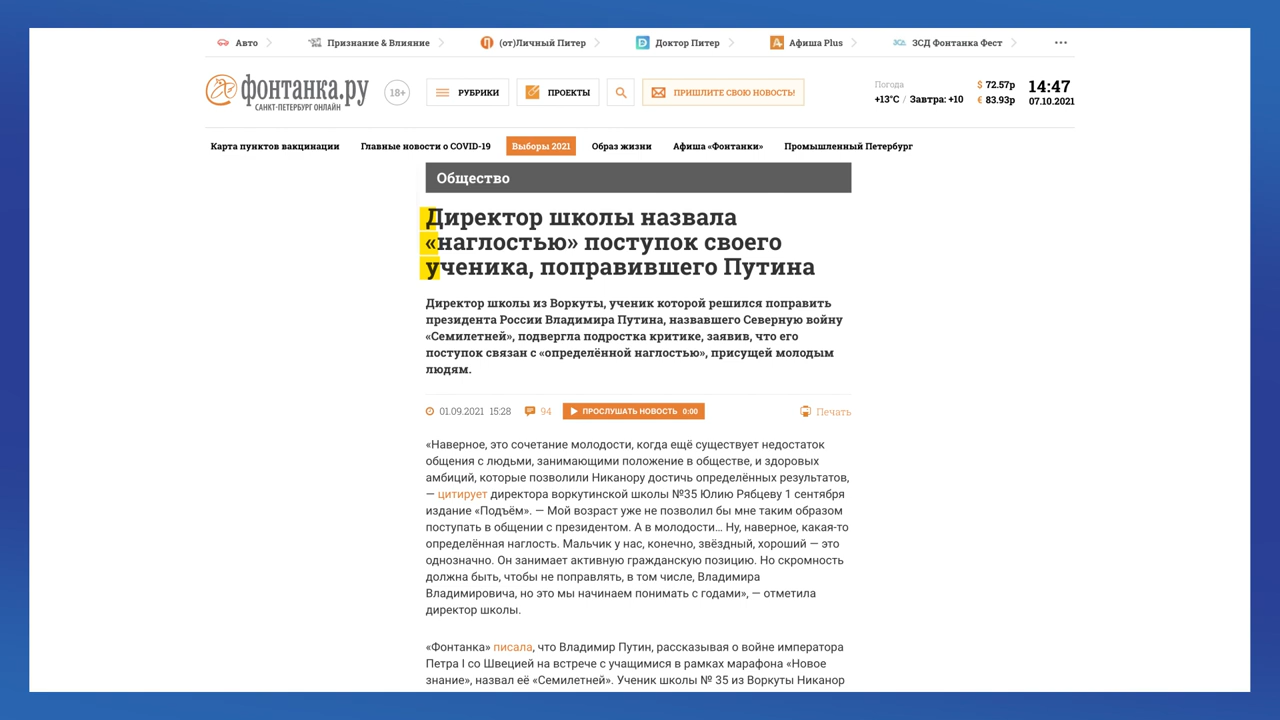 Авто
Признание & Влияние
(от)Личный Питер
Доктор Питер
Афиша Plus
ЗСД Фонтанка Фест
фонтанка.ру
САНКТ-ПЕТЕРБУРГ ОНЛАЙН
18+
РУБРИКИ
ПРОЕКТЫ
ПРИШЛИТЕ СВОЮ НОВОСТЬ!
Погода
+13°C / Завтра: +10
$ 72.57р
€ 83.93р
14:47
07.10.2021
Карта пунктов вакцинации
Главные новости о COVID-19
Выборы 2021
Образ жизни
Афиша «Фонтанки»
Промышленный Петербург
Общество
Директор школы назвала
«наглостью» поступок своего
ученика, поправившего Путина
Директор школы из Воркуты, ученик которой решился поправить
президента России Владимира Путина, назвавшего Северную войну
«Семилетней», подвергла подростка критике, заявив, что его
поступок связан с «определённой наглостью», присущей молодым
людям.
01.09.2021 15:28
94
ПРОСЛУШАТЬ НОВОСТЬ 0:00
Печать
«Наверное, это сочетание молодости, когда ещё существует недостаток
общения с людьми, занимающими положение в обществе, и здоровых
амбиций, которые позволили Никанору достичь определённых результатов,
— цитирует директора воркутинской школы №35 Юлию Рябцеву 1 сентября
издание «Подъём». — Мой возраст уже не позволил бы мне таким образом
поступать в общении с президентом. А в молодости… Ну, наверное, какая-то
определённая наглость. Мальчик у нас, конечно, звёздный, хороший — это
однозначно. Он занимает активную гражданскую позицию. Но скромность
должна быть, чтобы не поправлять, в том числе, Владимира
Владимировича, но это мы начинаем понимать с годами», — отметила
директор школы.
«Фонтанка» писала, что Владимир Путин, рассказывая о войне императора
Петра I со Швецией на встрече с учащимися в рамках марафона «Новое
знание», назвал её «Семилетней». Ученик школы № 35 из Воркуты Никанор